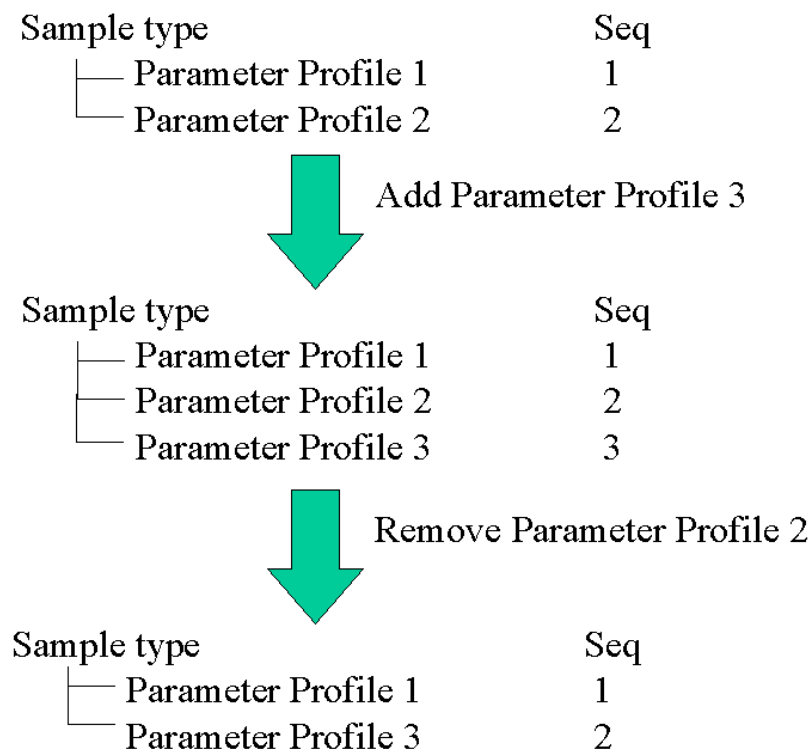 Sample type Seq
Parameter Profile 1 1
Parameter Profile 2 2
Add Parameter Profile 3
Sample type Seq
Parameter Profile 1 1
Parameter Profile 2 2
Parameter Profile 3 3
Remove Parameter Profile 2
Sample type Seq
Parameter Profile 1 1
Parameter Profile 3 2